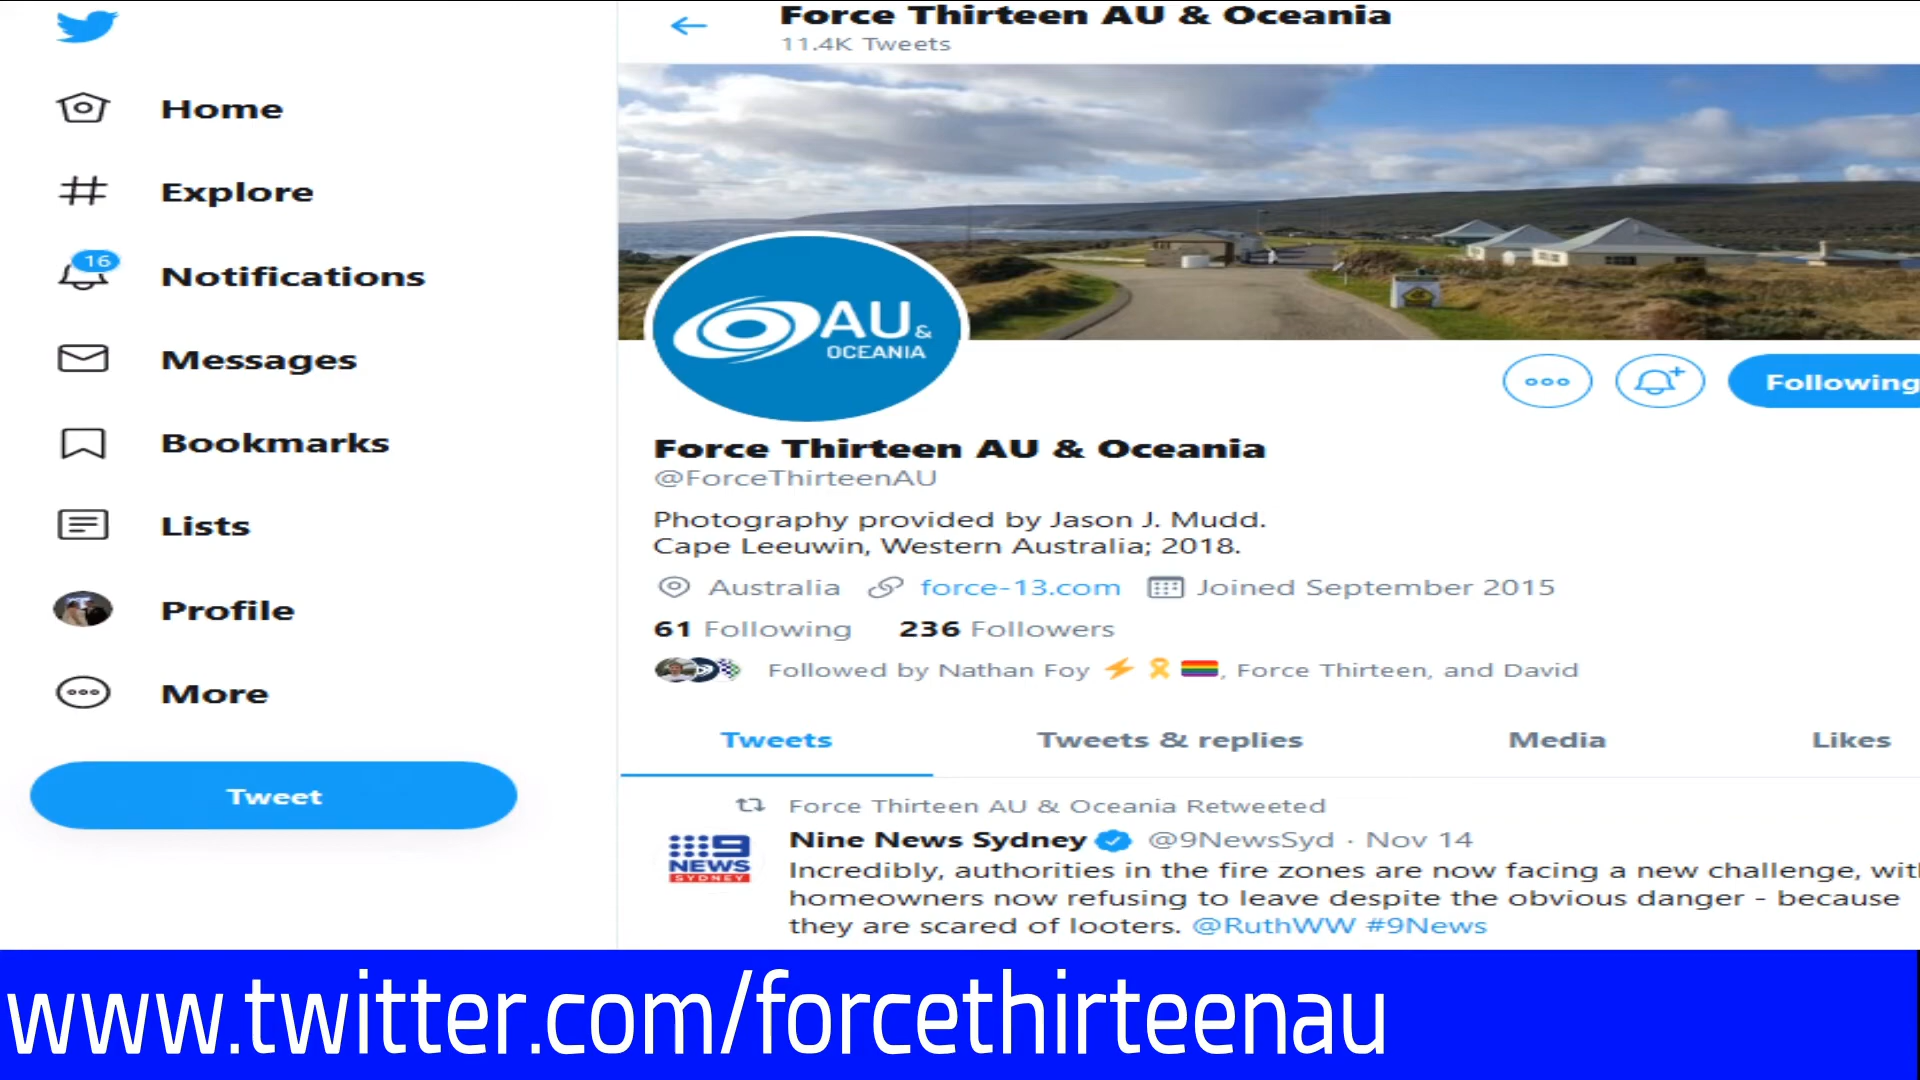 Force Thirteen AU & Oceania
11.4K Tweets
Home
Explore
16
Notifications
Messages
Bookmarks
Lists
Profile
More
Tweet
AU &
OCEANIA
Following
Force Thirteen AU & Oceania
@ForceThirteenAU
Photography provided by Jason J. Mudd.
Cape Leeuwin, Western Australia; 2018.
Australia force-13.com Joined September 2015
61 Following 236 Followers
Followed by Nathan Foy ⚡ 🎗 🏳️‍🌈, Force Thirteen, and David
Tweets Tweets & replies Media Likes
Force Thirteen AU & Oceania Retweeted
Nine News Sydney @9NewsSyd · Nov 14
9
NEWS
SYDNEY
Incredibly, authorities in the fire zones are now facing a new challenge, wit
homeowners now refusing to leave despite the obvious danger - because
they are scared of looters. @RuthWW #9News
www.twitter.com/forcethirteenau